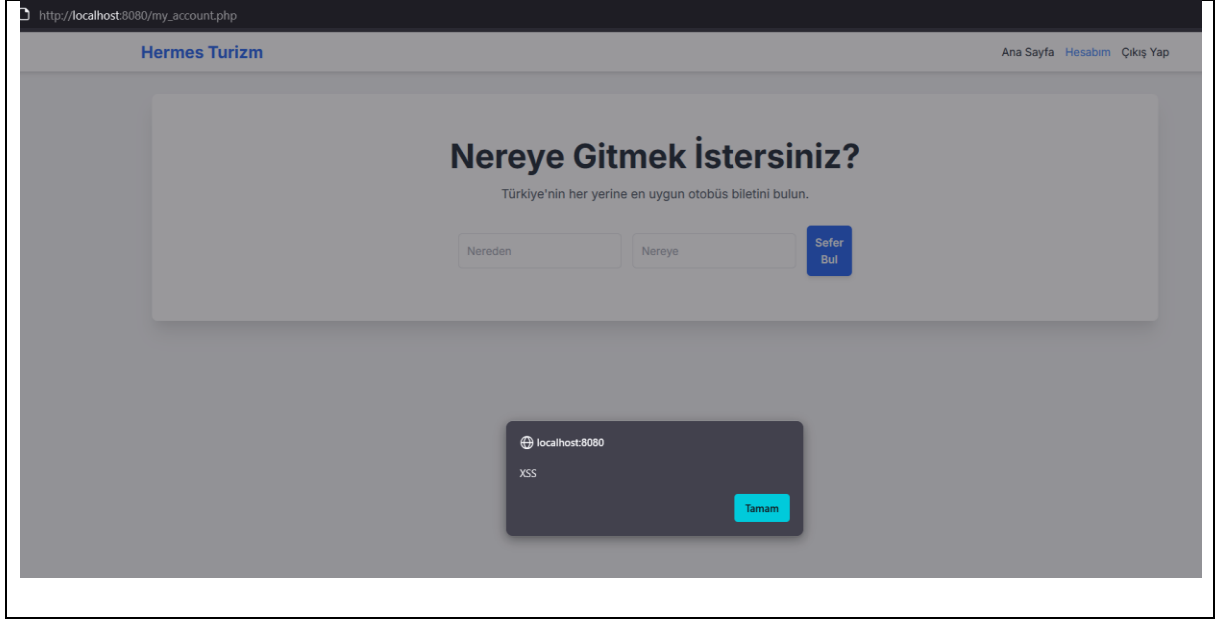 http://localhost:8080/my_account.php
Hermes Turizm
Ana Sayfa Hesabım Çıkış Yap
Nereye Gitmek İstersiniz?
Türkiye'nin her yerine en uygun otobüs biletini bulun.
Nereden
Nereye
Sefer
Bul
localhost:8080
XSS
Tamam